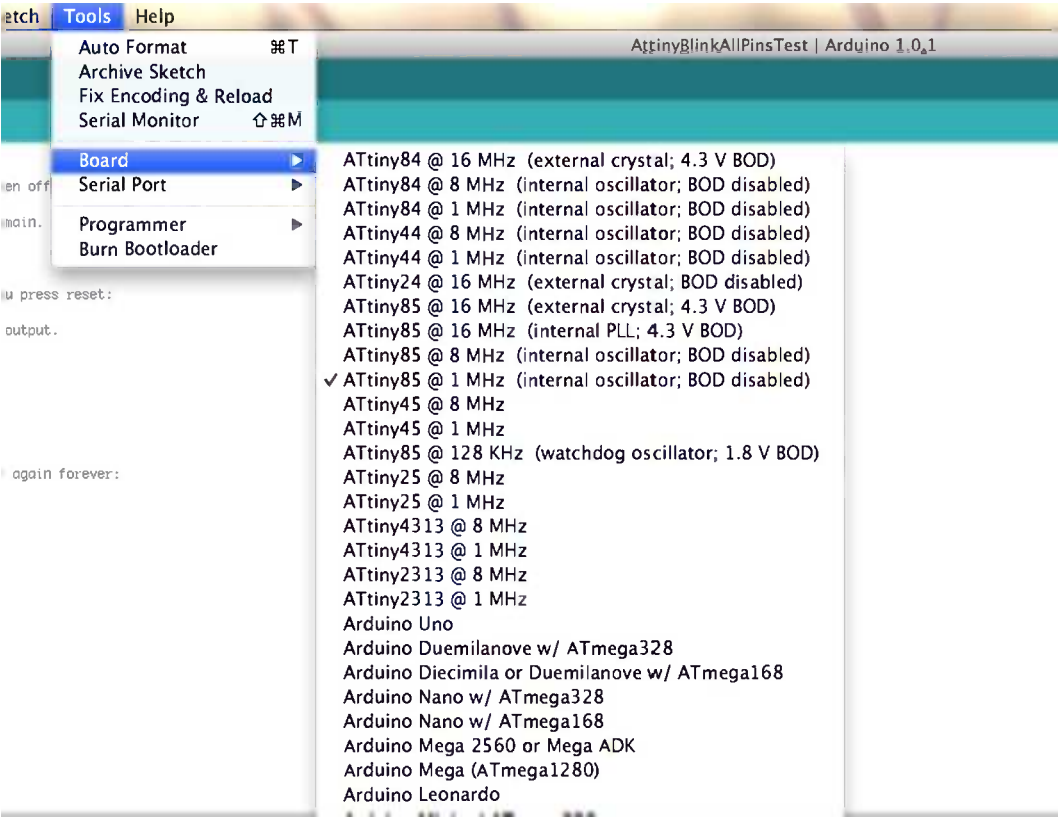 etch Tools Help
AttinyBlinkAllPinsTest | Arduino 1.0.1
Auto Format ⌘T
Archive Sketch
Fix Encoding & Reload
Serial Monitor ⇧⌘M
Board
Serial Port
Programmer
Burn Bootloader
en off
main.
u press reset:
output.
again forever:
ATtiny84 @ 16 MHz (external crystal; 4.3 V BOD)
ATtiny84 @ 8 MHz (internal oscillator; BOD disabled)
ATtiny84 @ 1 MHz (internal oscillator; BOD disabled)
ATtiny44 @ 8 MHz (internal oscillator; BOD disabled)
ATtiny44 @ 1 MHz (internal oscillator; BOD disabled)
ATtiny24 @ 16 MHz (external crystal; BOD disabled)
ATtiny85 @ 16 MHz (external crystal; 4.3 V BOD)
ATtiny85 @ 16 MHz (internal PLL; 4.3 V BOD)
ATtiny85 @ 8 MHz (internal oscillator; BOD disabled)
✓ ATtiny85 @ 1 MHz (internal oscillator; BOD disabled)
ATtiny45 @ 8 MHz
ATtiny45 @ 1 MHz
ATtiny85 @ 128 KHz (watchdog oscillator; 1.8 V BOD)
ATtiny25 @ 8 MHz
ATtiny25 @ 1 MHz
ATtiny4313 @ 8 MHz
ATtiny4313 @ 1 MHz
ATtiny2313 @ 8 MHz
ATtiny2313 @ 1 MHz
Arduino Uno
Arduino Duemilanove w/ ATmega328
Arduino Diecimila or Duemilanove w/ ATmega168
Arduino Nano w/ ATmega328
Arduino Nano w/ ATmega168
Arduino Mega 2560 or Mega ADK
Arduino Mega (ATmega1280)
Arduino Leonardo